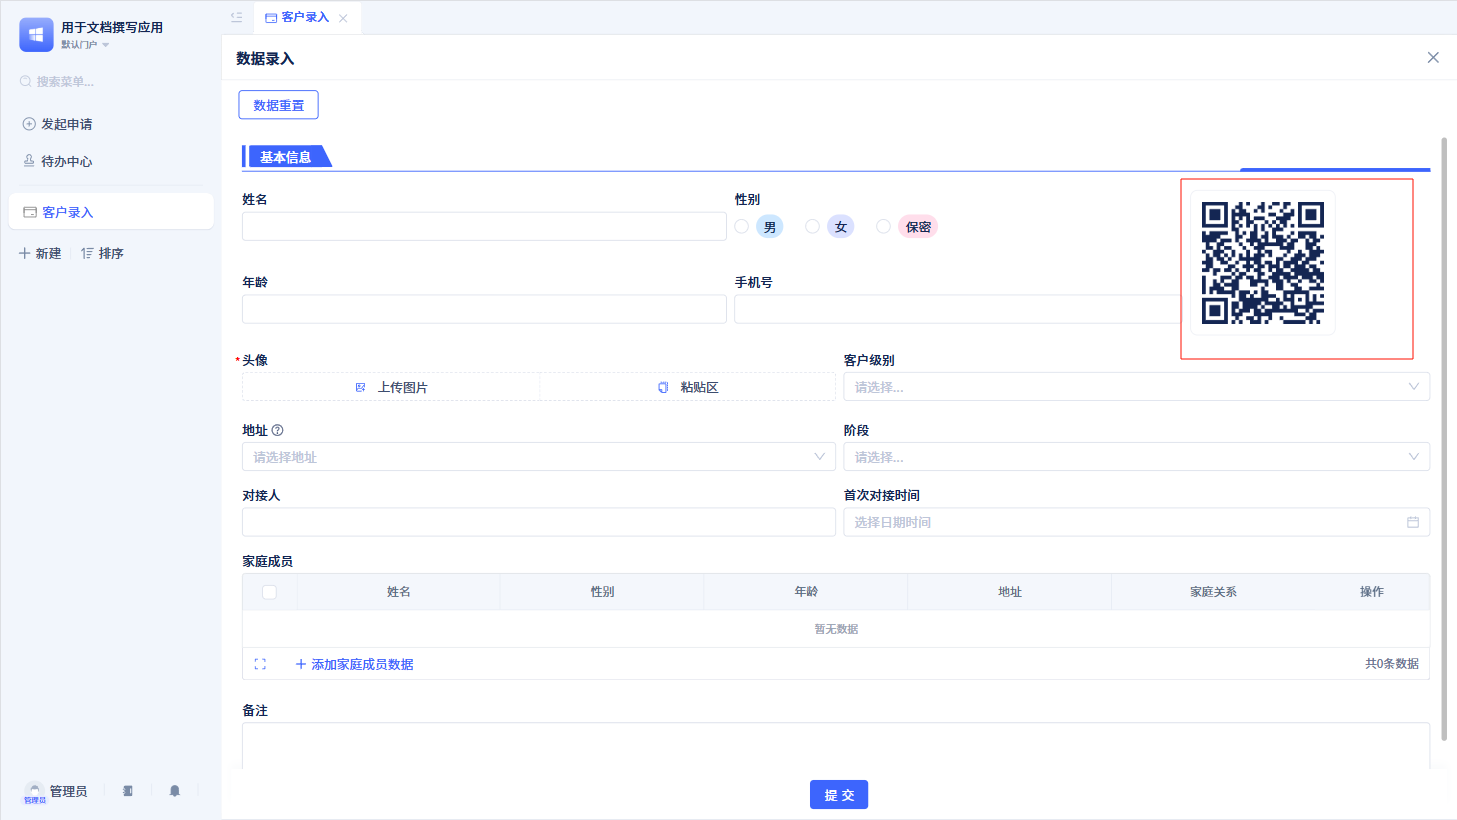 用于文档撰写应用
默认门户
搜索菜单...
发起申请
待办中心
客户录入
新建 排序
管理员
管理员
客户录入
数据录入
数据重置
基本信息
姓名 性别
男 女 保密
年龄 手机号
*头像 客户级别
上传图片 粘贴区 请选择...
地址 阶段
请选择地址 请选择...
对接人 首次对接时间
选择日期时间
家庭成员
姓名 性别 年龄 地址 家庭关系 操作
暂无数据
添加家庭成员数据 共0条数据
备注
提交